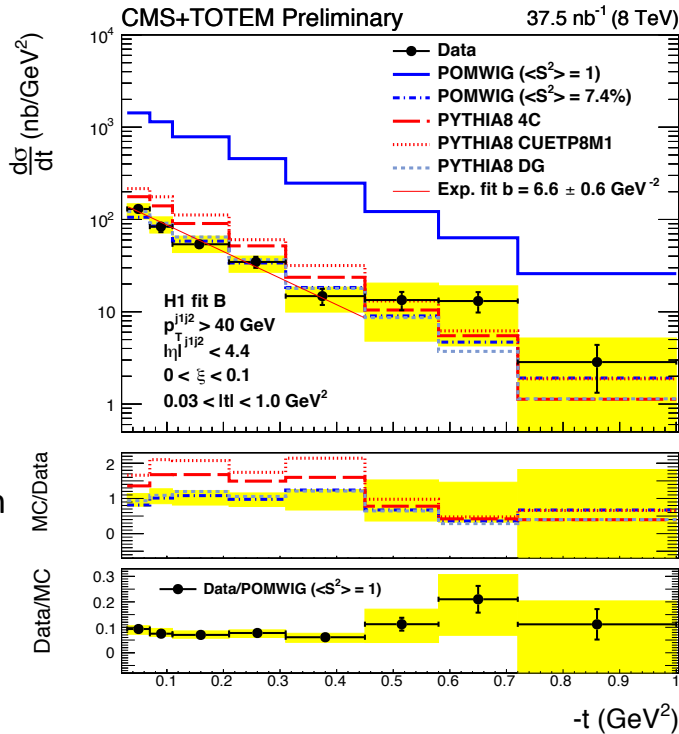 CMS+TOTEM Preliminary 37.5 nb⁻¹ (8 TeV)
dσ/dt (nb/GeV²)
10⁴
10³
10²
10
1
Data
POMWIG (<S²> = 1)
POMWIG (<S²> = 7.4%)
PYTHIA8 4C
PYTHIA8 CUETP8M1
PYTHIA8 DG
Exp. fit b = 6.6 ± 0.6 GeV⁻²
H1 fit B
p_T^j1j2 > 40 GeV
|η|^j1j2 < 4.4
0 < ξ < 0.1
0.03 < |t| < 1.0 GeV²
MC/Data
2
1
0
n
Data/MC
0.3
0.2
0.1
0
Data/POMWIG (<S²> = 1)
0.1 0.2 0.3 0.4 0.5 0.6 0.7 0.8 0.9 1
-t (GeV²)